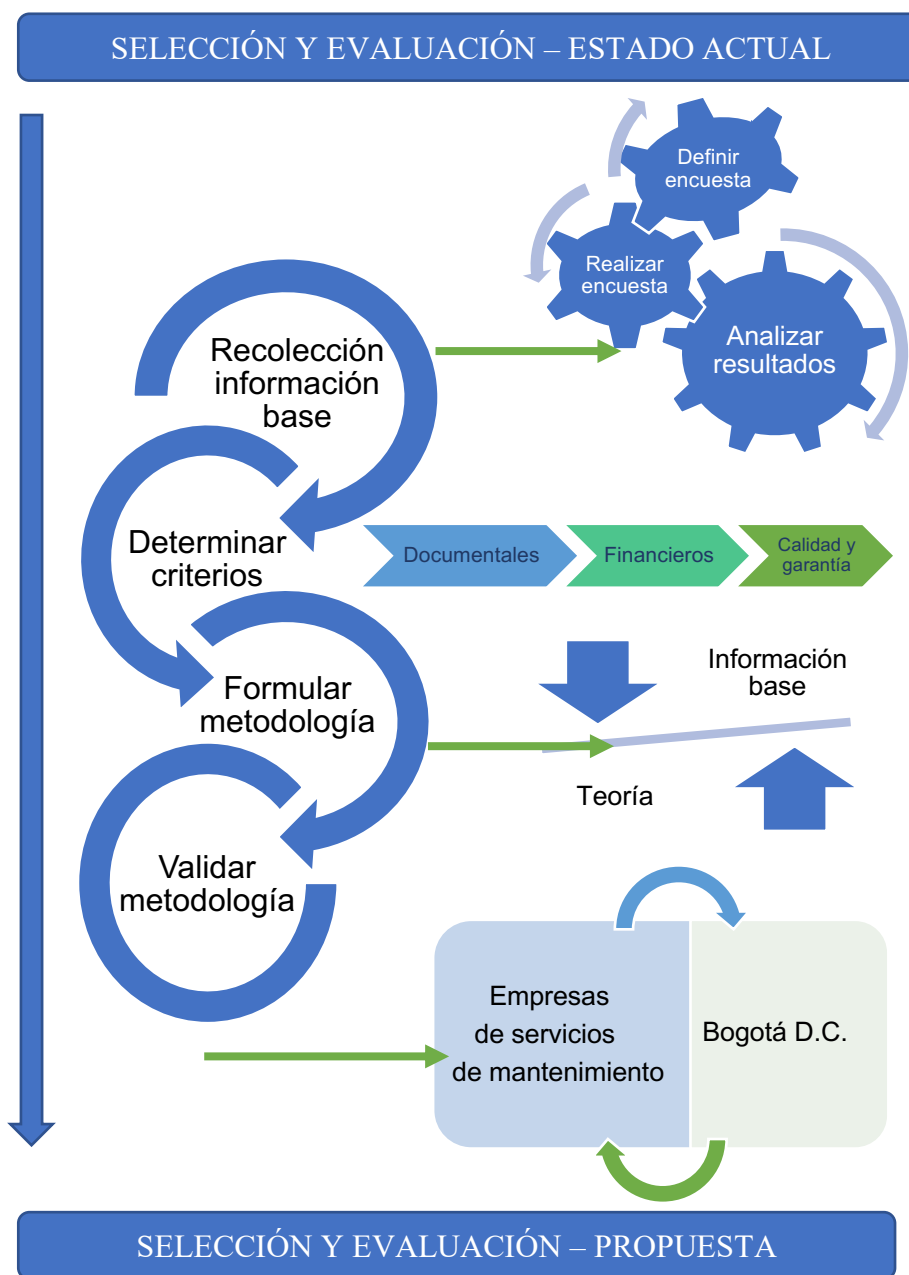 SELECCIÓN Y EVALUACIÓN – ESTADO ACTUAL
Definir
encuesta
Realizar
encuesta
Analizar
resultados
Recolección
información
base
Determinar
criterios
Documentales
Financieros
Calidad y
garantía
Formular
metodología
Información
base
Teoría
Validar
metodología
Empresas
de servicios
de mantenimiento
Bogotá D.C.
SELECCIÓN Y EVALUACIÓN – PROPUESTA